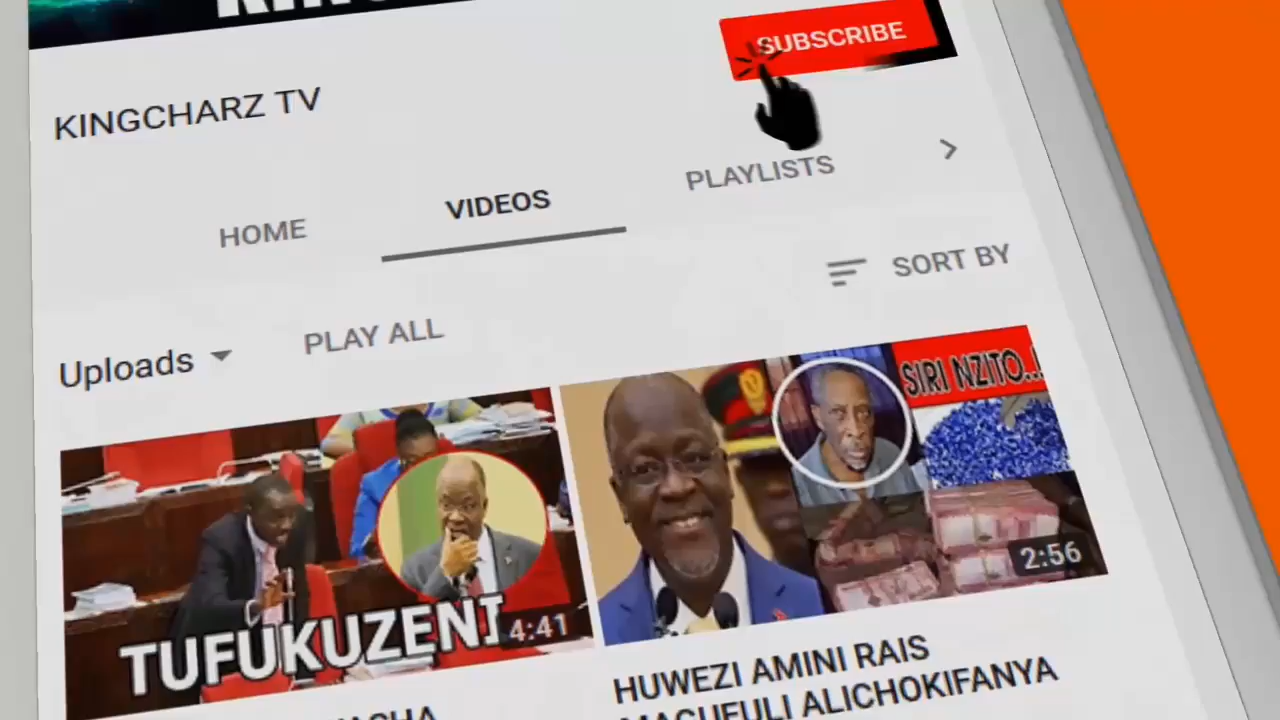 SUBSCRIBE
KINGCHARZ TV
HOME
VIDEOS
PLAYLISTS
SORT BY
Uploads
PLAY ALL
SIRI NZITO..!
TUFUKUZENI
4:41
2:56
HUWEZI AMINI RAIS
MAGUFULI ALICHOKIFANYA